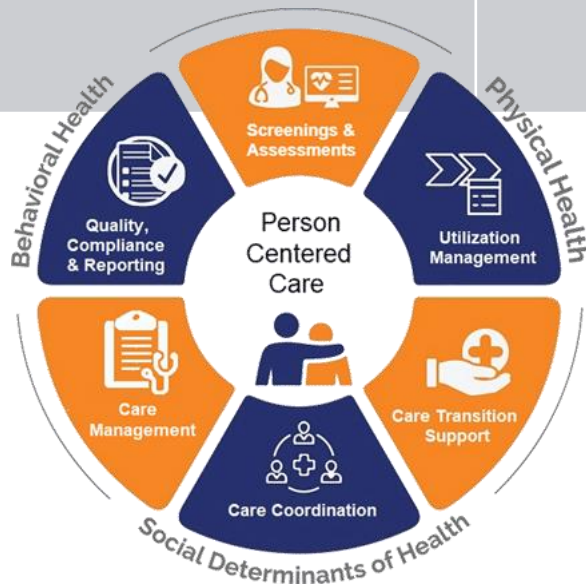 Behavioral Health
Physical Health
Social Determinants of Health
Screenings &
Assessments
Utilization
Management
Care Transition
Support
Care Coordination
Care
Management
Quality,
Compliance
& Reporting
Person
Centered
Care